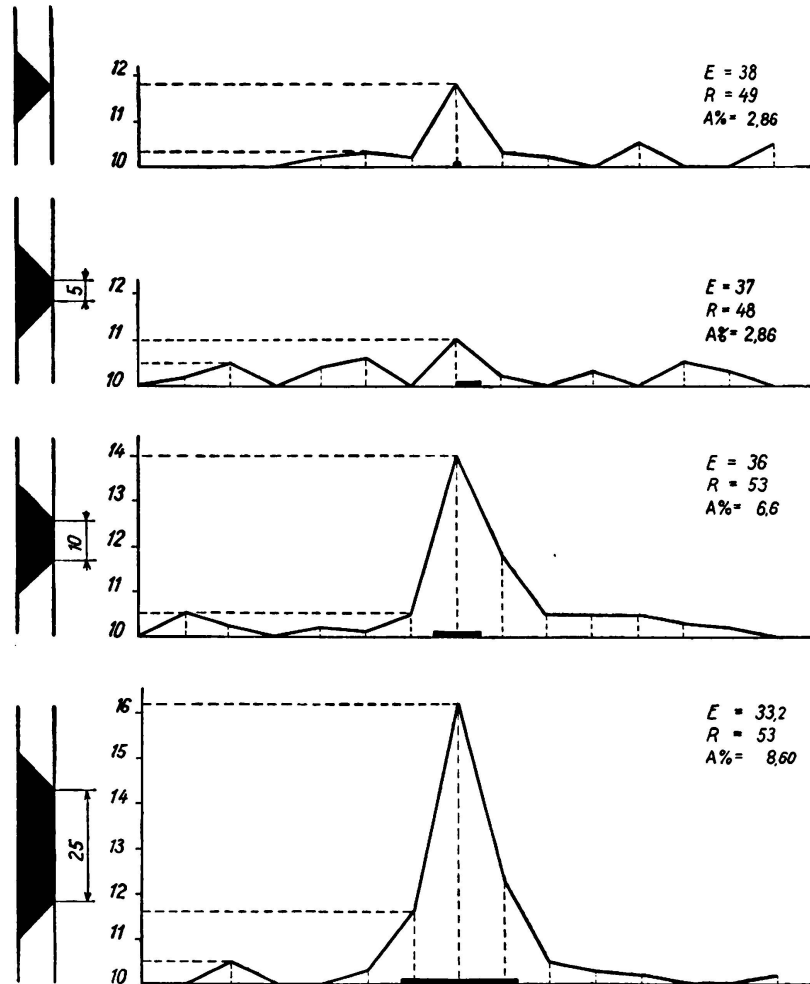 12
11
10
E = 38
R = 49
A%= 2,86
5
12
11
10
E = 37
R = 48
A%= 2,86
10
14
13
12
11
10
E = 36
R = 53
A%= 6,6
25
16
15
14
13
12
11
10
E = 33,2
R = 53
A%= 8,60